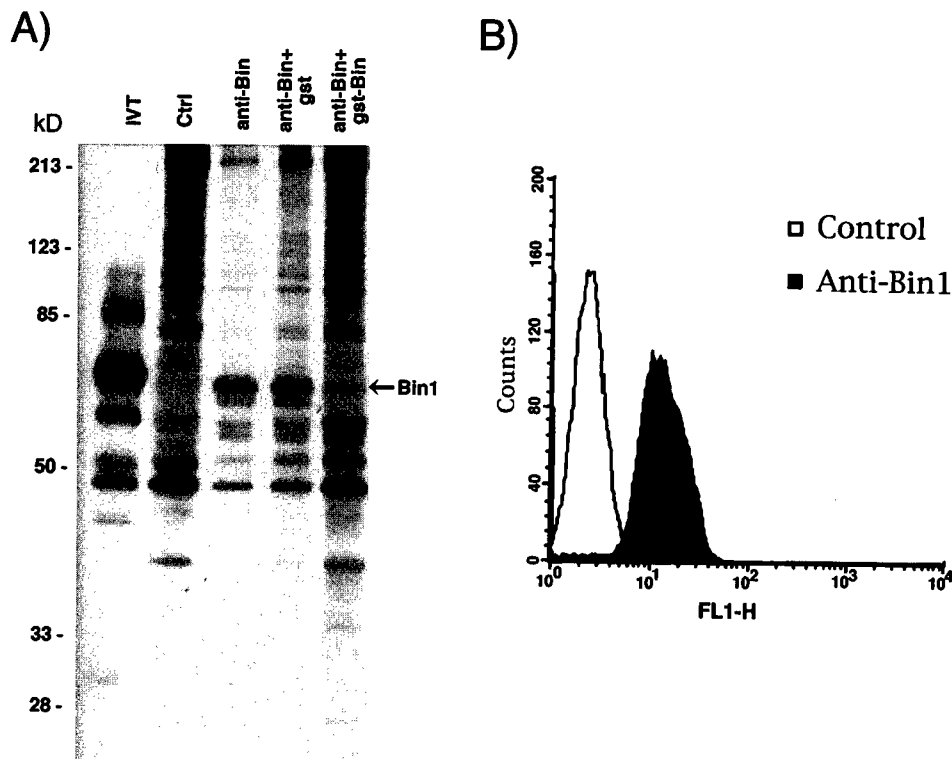 A)
kD
IVT
Ctrl
anti-Bin
anti-Bin+
gst
anti-Bin+
gst-Bin
213 -
123 -
85 -
50 -
33 -
28 -
←Bin1
B)
Counts
200
160
120
80
40
0
10⁰
10¹
10²
10³
10⁴
FL1-H
Control
Anti-Bin1